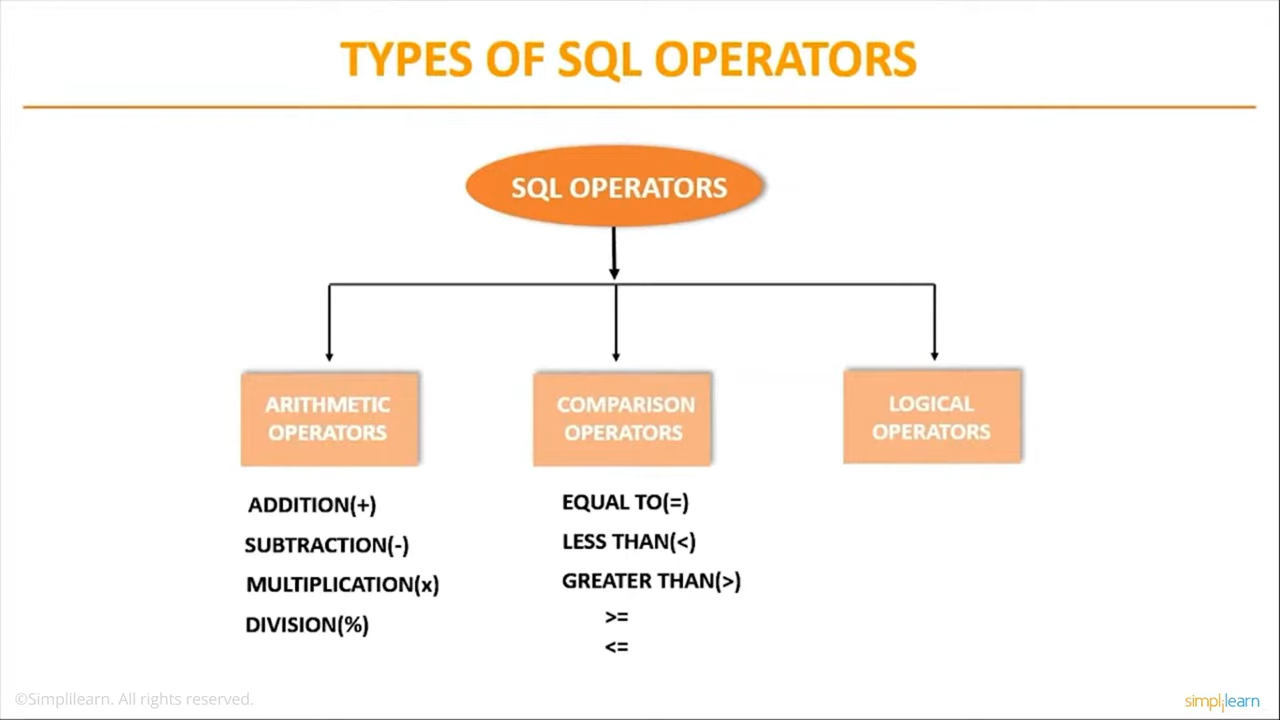 TYPES OF SQL OPERATORS
SQL OPERATORS
ARITHMETIC
OPERATORS
ADDITION(+)
SUBTRACTION(-)
MULTIPLICATION(x)
DIVISION(%)
COMPARISON
OPERATORS
EQUAL TO(=)
LESS THAN(<)
GREATER THAN(>)
>=
<=
LOGICAL
OPERATORS
©Simplilearn. All rights reserved.
simplilearn